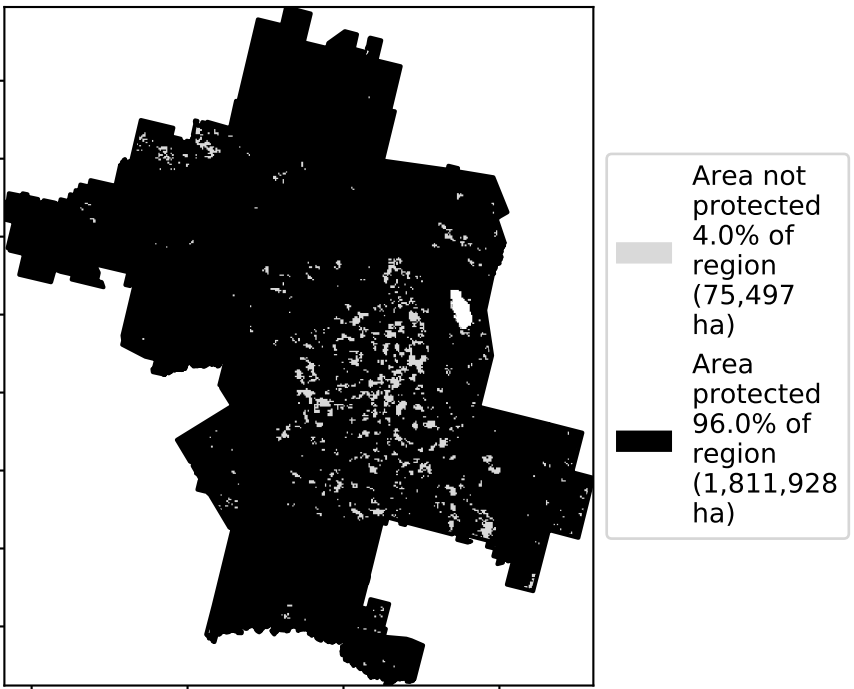 Area not
protected
4.0% of
region
(75,497
ha)
Area
protected
96.0% of
region
(1,811,928
ha)